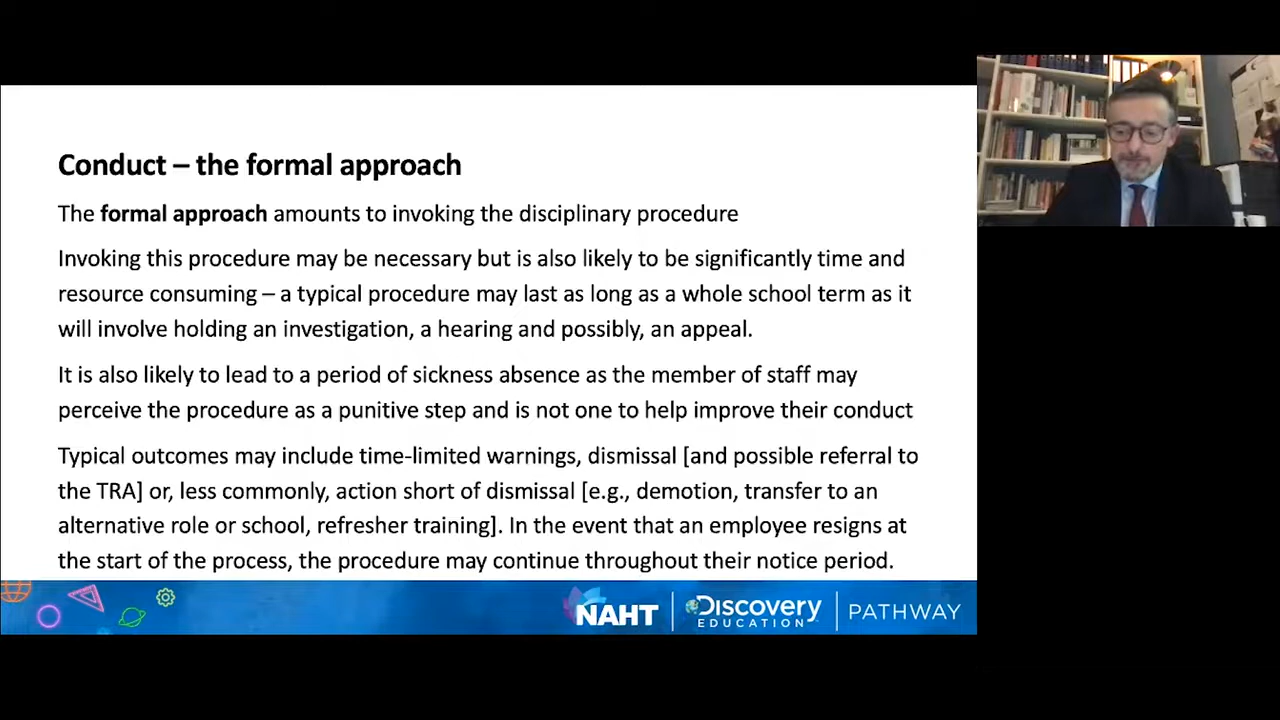 Conduct – the formal approach
The formal approach amounts to invoking the disciplinary procedure
Invoking this procedure may be necessary but is also likely to be significantly time and
resource consuming – a typical procedure may last as long as a whole school term as it
will involve holding an investigation, a hearing and possibly, an appeal.
It is also likely to lead to a period of sickness absence as the member of staff may
perceive the procedure as a punitive step and is not one to help improve their conduct
Typical outcomes may include time-limited warnings, dismissal [and possible referral to
the TRA] or, less commonly, action short of dismissal [e.g., demotion, transfer to an
alternative role or school, refresher training]. In the event that an employee resigns at
the start of the process, the procedure may continue throughout their notice period.
NAHT
Discovery
EDUCATION
PATHWAY